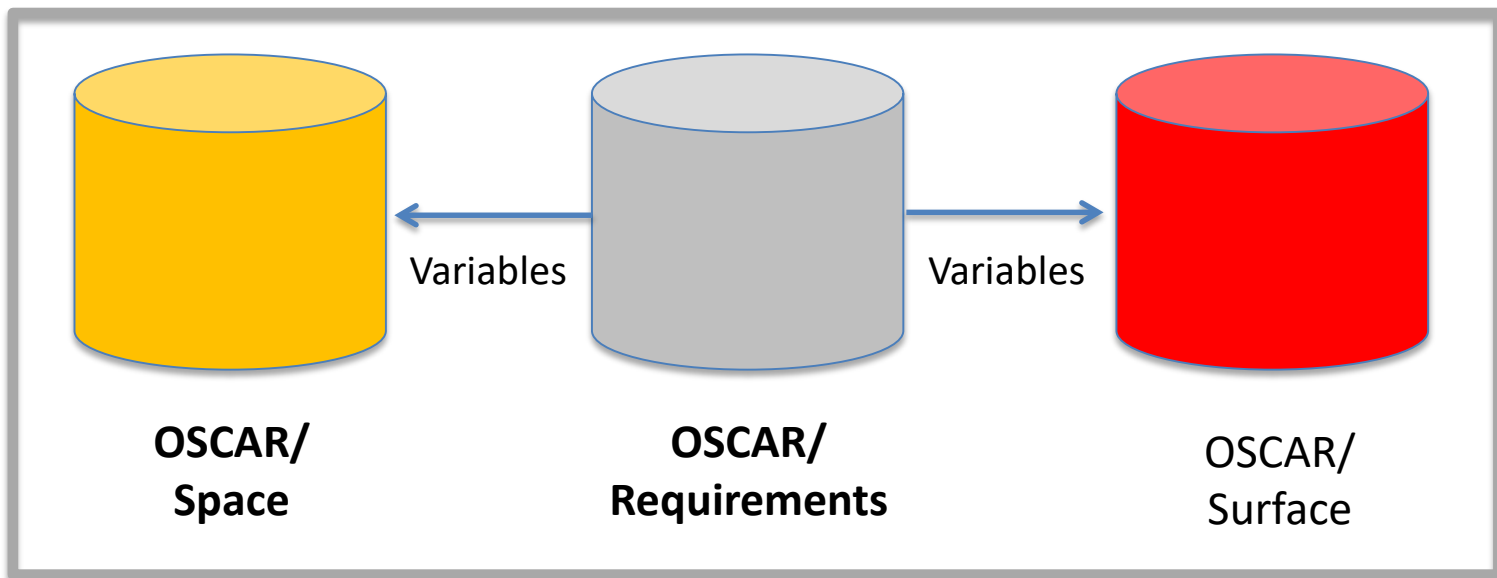 Variables
Variables
OSCAR/
Space
OSCAR/
Requirements
OSCAR/
Surface